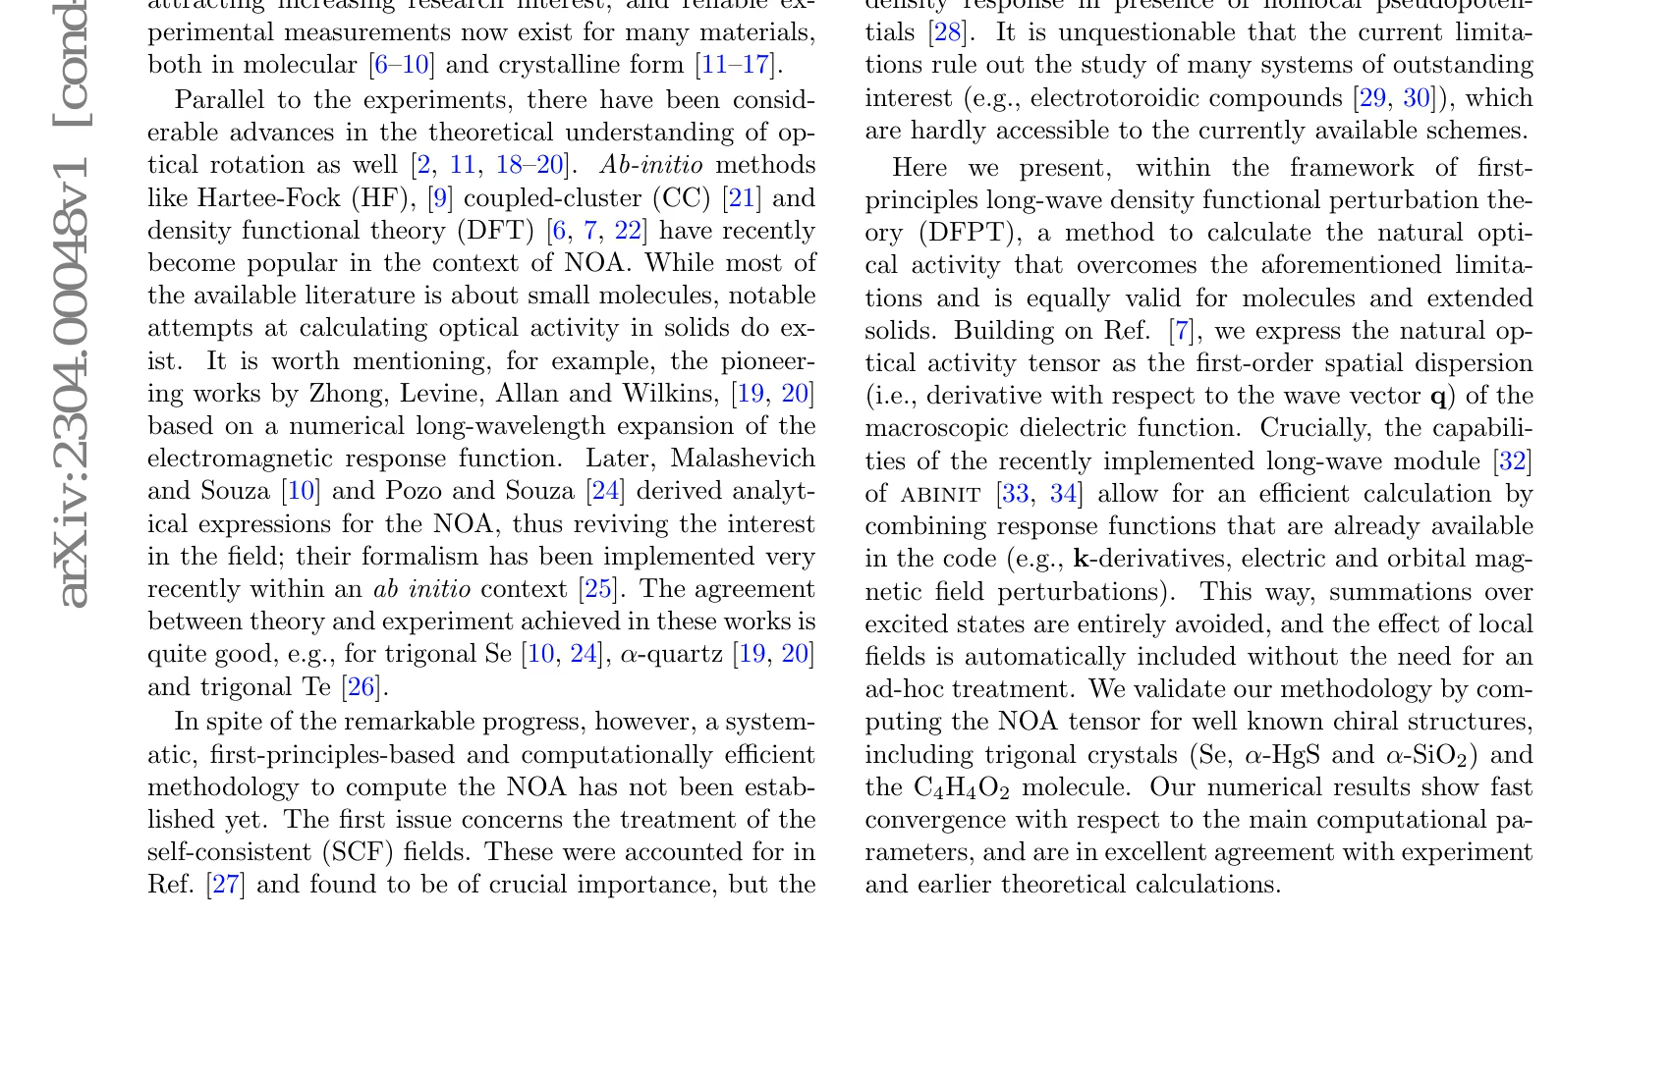 arXiv:2304.00048v1 [cond-
attracting increasing research interest, and reliable ex-
perimental measurements now exist for many materials,
both in molecular [6–10] and crystalline form [11–17].
Parallel to the experiments, there have been consid-
erable advances in the theoretical understanding of op-
tical rotation as well [2, 11, 18–20]. Ab-initio methods
like Hartee-Fock (HF), [9] coupled-cluster (CC) [21] and
density functional theory (DFT) [6, 7, 22] have recently
become popular in the context of NOA. While most of
the available literature is about small molecules, notable
attempts at calculating optical activity in solids do ex-
ist. It is worth mentioning, for example, the pioneer-
ing works by Zhong, Levine, Allan and Wilkins, [19, 20]
based on a numerical long-wavelength expansion of the
electromagnetic response function. Later, Malashevich
and Souza [10] and Pozo and Souza [24] derived analyt-
ical expressions for the NOA, thus reviving the interest
in the field; their formalism has been implemented very
recently within an ab initio context [25]. The agreement
between theory and experiment achieved in these works is
quite good, e.g., for trigonal Se [10, 24], α-quartz [19, 20]
and trigonal Te [26].
In spite of the remarkable progress, however, a system-
atic, first-principles-based and computationally efficient
methodology to compute the NOA has not been estab-
lished yet. The first issue concerns the treatment of the
self-consistent (SCF) fields. These were accounted for in
Ref. [27] and found to be of crucial importance, but the
density response in presence of nonlocal pseudopoten-
tials [28]. It is unquestionable that the current limita-
tions rule out the study of many systems of outstanding
interest (e.g., electrotoroidic compounds [29, 30]), which
are hardly accessible to the currently available schemes.
Here we present, within the framework of first-
principles long-wave density functional perturbation the-
ory (DFPT), a method to calculate the natural opti-
cal activity that overcomes the aforementioned limita-
tions and is equally valid for molecules and extended
solids. Building on Ref. [7], we express the natural op-
tical activity tensor as the first-order spatial dispersion
(i.e., derivative with respect to the wave vector q) of the
macroscopic dielectric function. Crucially, the capabili-
ties of the recently implemented long-wave module [32]
of ABINIT [33, 34] allow for an efficient calculation by
combining response functions that are already available
in the code (e.g., k-derivatives, electric and orbital mag-
netic field perturbations). This way, summations over
excited states are entirely avoided, and the effect of local
fields is automatically included without the need for an
ad-hoc treatment. We validate our methodology by com-
puting the NOA tensor for well known chiral structures,
including trigonal crystals (Se, α-HgS and α-SiO₂) and
the C₄H₄O₂ molecule. Our numerical results show fast
convergence with respect to the main computational pa-
rameters, and are in excellent agreement with experiment
and earlier theoretical calculations.